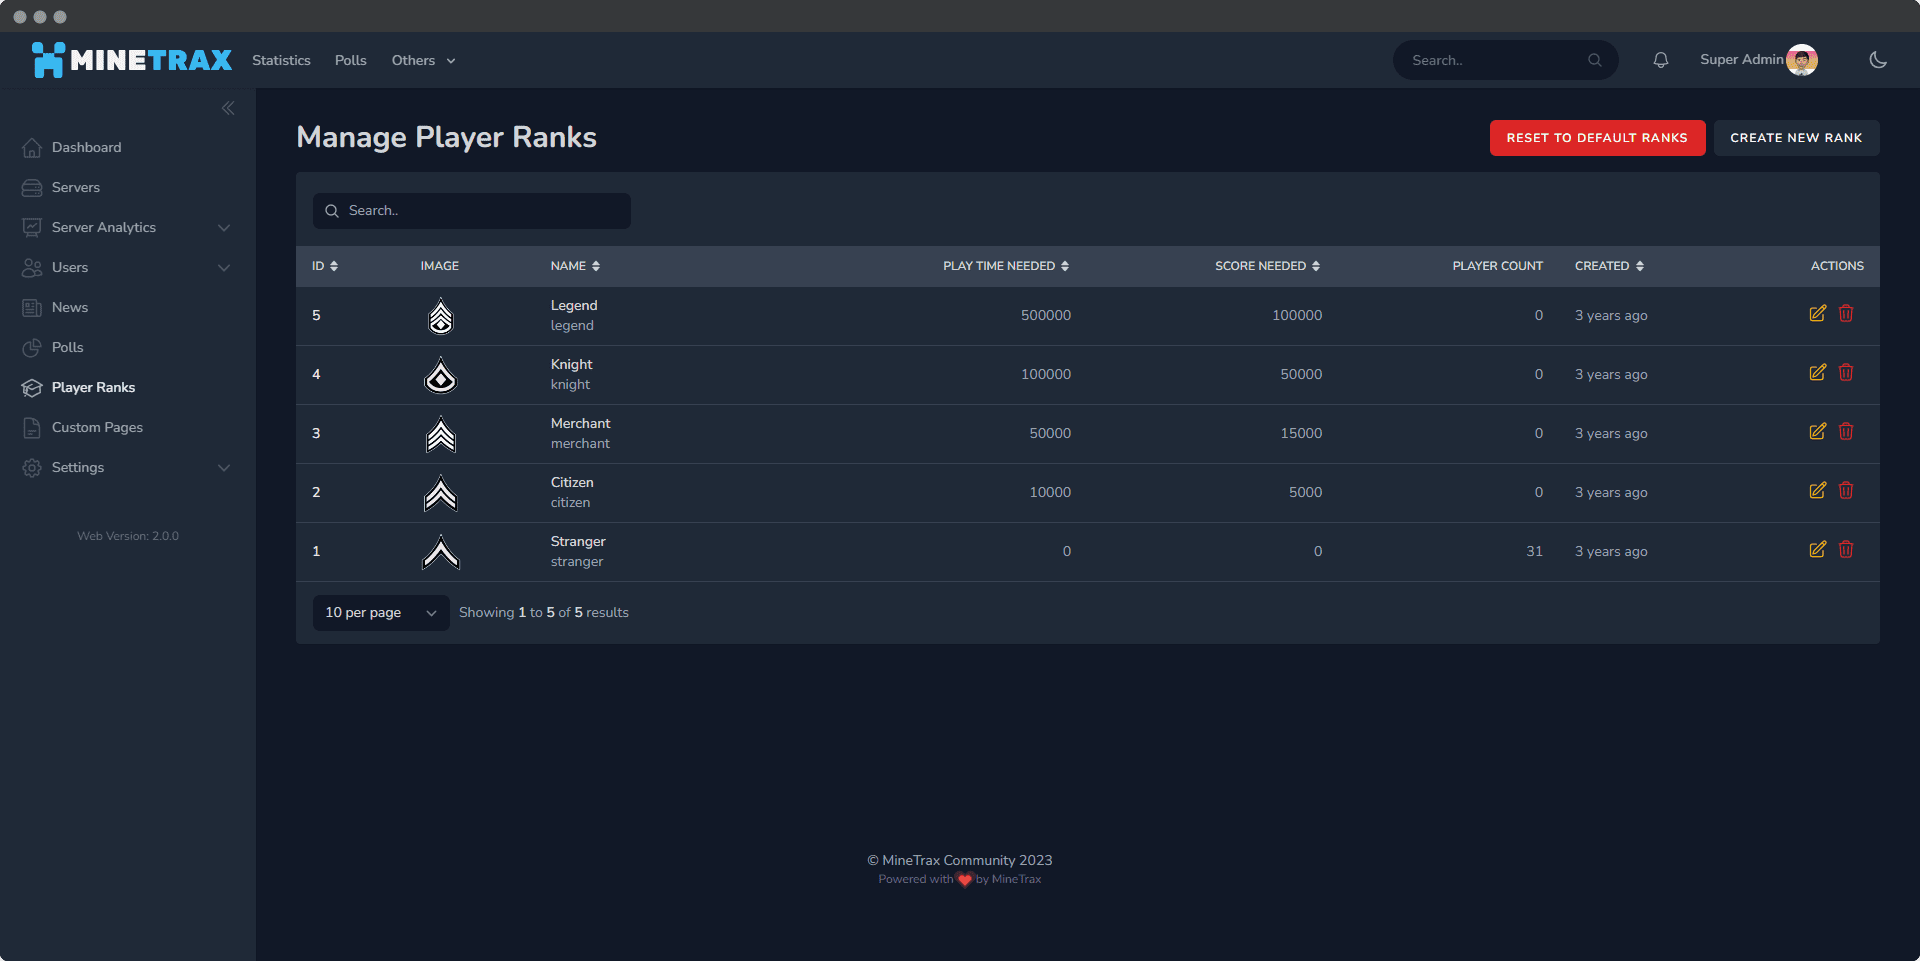 MINETRAX Statistics Polls Others Search.. Super Admin
Dashboard
Servers
Server Analytics
Users
News
Polls
Player Ranks
Custom Pages
Settings
Web Version: 2.0.0
Manage Player Ranks
RESET TO DEFAULT RANKS CREATE NEW RANK
Search..
ID IMAGE NAME PLAY TIME NEEDED SCORE NEEDED PLAYER COUNT CREATED ACTIONS
5 Legend 500000 100000 0 3 years ago
legend
4 Knight 100000 50000 0 3 years ago
knight
3 Merchant 50000 15000 0 3 years ago
merchant
2 Citizen 10000 5000 0 3 years ago
citizen
1 Stranger 0 0 31 3 years ago
stranger
10 per page Showing 1 to 5 of 5 results
© MineTrax Community 2023
Powered with ❤ by MineTrax